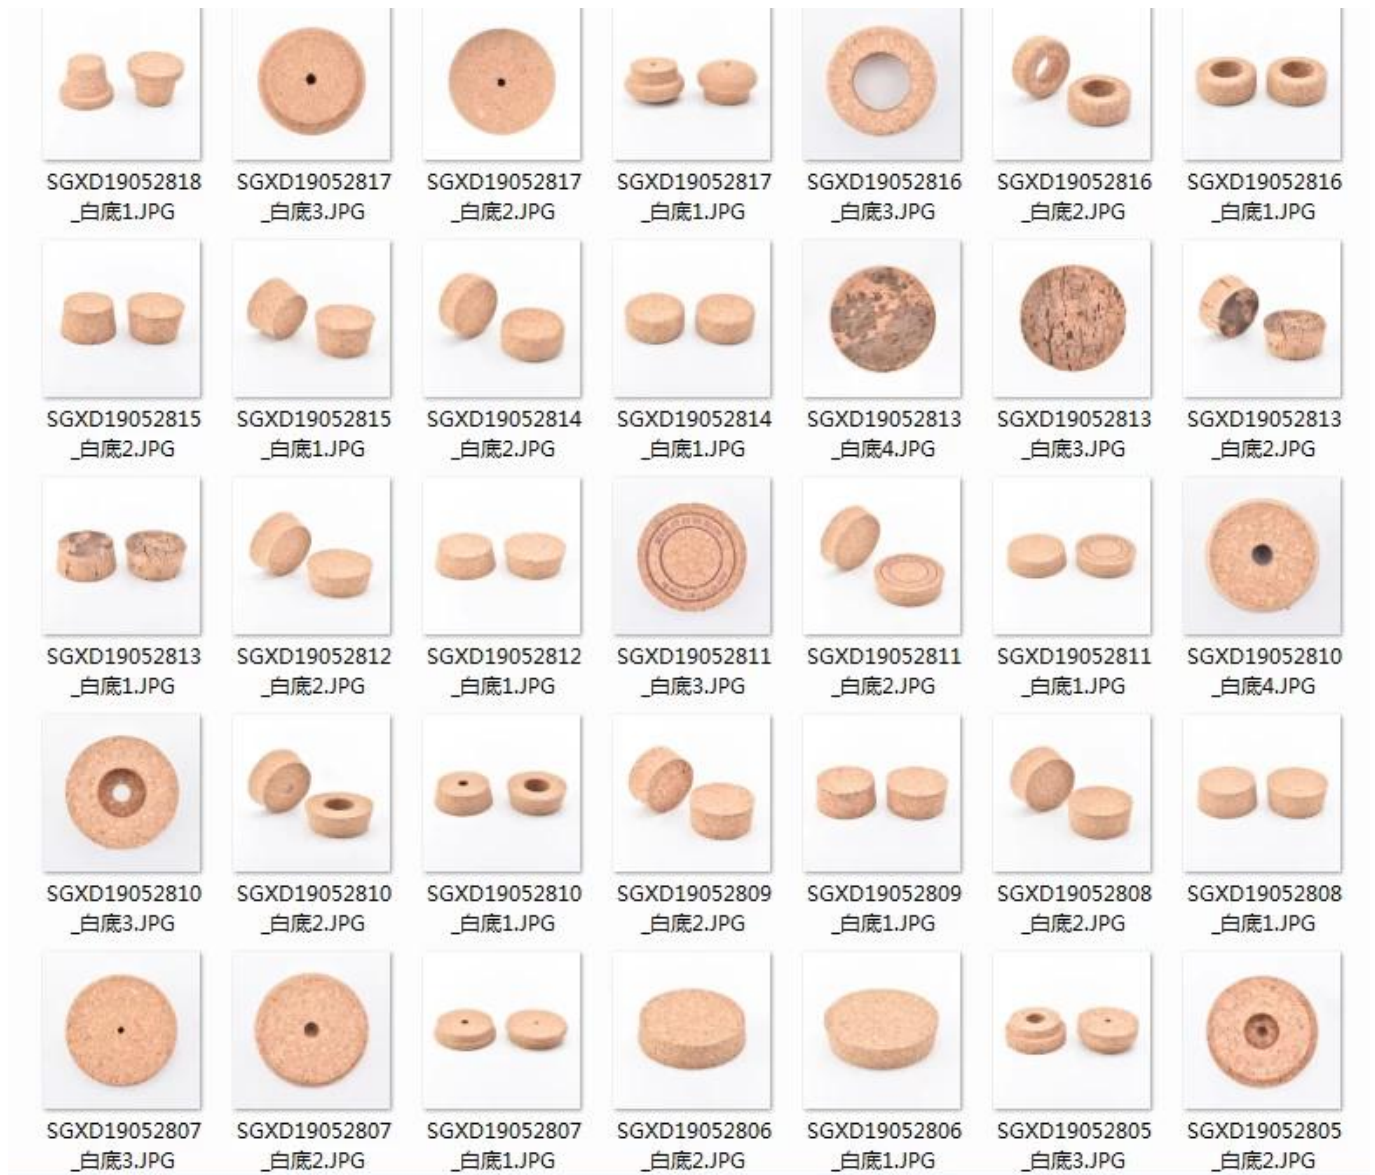 SGXD19052818 SGXD19052817 SGXD19052817 SGXD19052817 SGXD19052816 SGXD19052816 SGXD19052816
_白底1.JPG _白底3.JPG _白底2.JPG _白底1.JPG _白底3.JPG _白底2.JPG _白底1.JPG
SGXD19052815 SGXD19052815 SGXD19052814 SGXD19052814 SGXD19052813 SGXD19052813 SGXD19052813
_白底2.JPG _白底1.JPG _白底2.JPG _白底1.JPG _白底4.JPG _白底3.JPG _白底2.JPG
SGXD19052813 SGXD19052812 SGXD19052812 SGXD19052811 SGXD19052811 SGXD19052811 SGXD19052810
_白底1.JPG _白底2.JPG _白底1.JPG _白底3.JPG _白底2.JPG _白底1.JPG _白底4.JPG
SGXD19052810 SGXD19052810 SGXD19052810 SGXD19052809 SGXD19052809 SGXD19052808 SGXD19052808
_白底3.JPG _白底2.JPG _白底1.JPG _白底2.JPG _白底1.JPG _白底2.JPG _白底1.JPG
SGXD19052807 SGXD19052807 SGXD19052807 SGXD19052806 SGXD19052806 SGXD19052805 SGXD19052805
_白底3.JPG _白底2.JPG _白底1.JPG _白底2.JPG _白底1.JPG _白底3.JPG _白底2.JPG